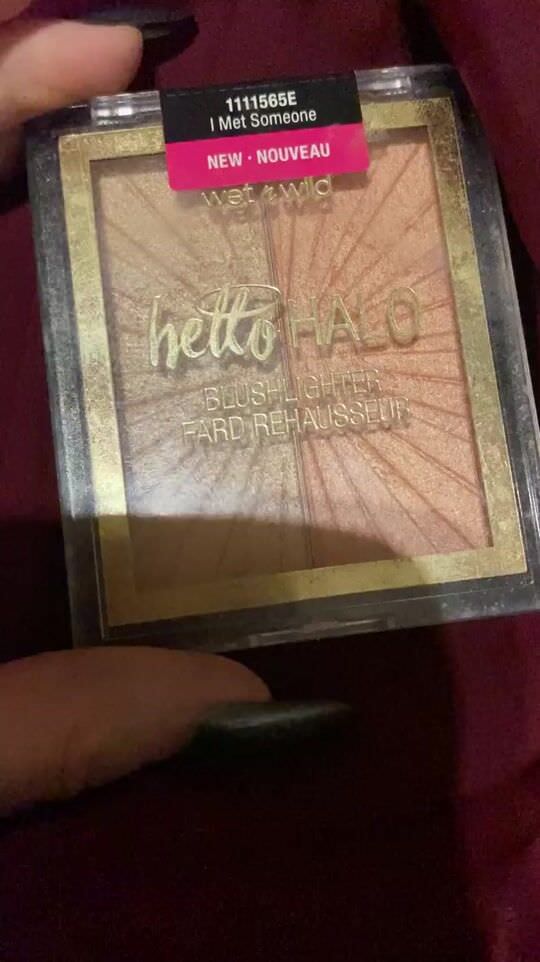 1111565E
I Met Someone
NEW · NOUVEAU
wet n wild
hello HALO
BLUSHLIGHTER
FARD REHAUSSEUR